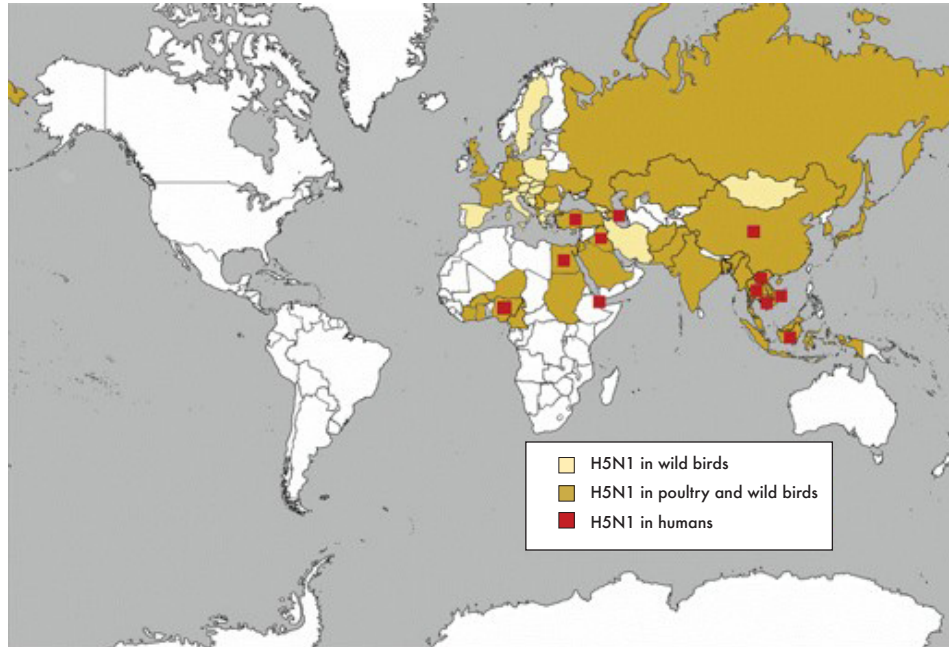 H5N1 in wild birds
H5N1 in poultry and wild birds
H5N1 in humans